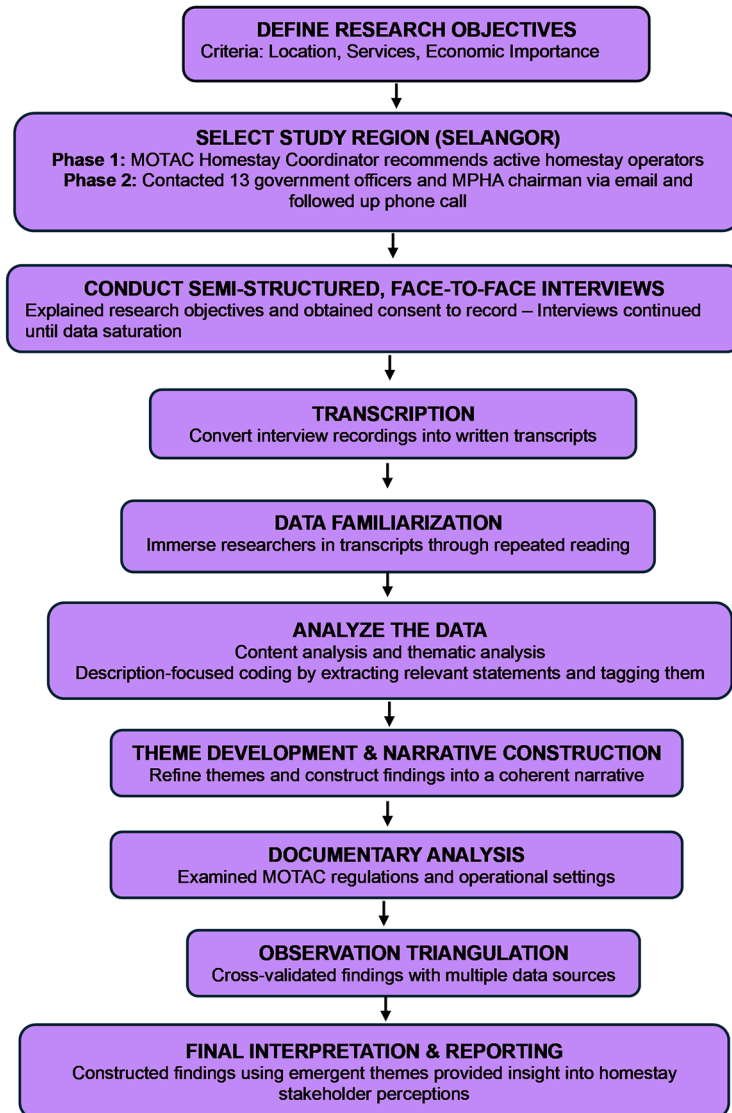 DEFINE RESEARCH OBJECTIVES
Criteria: Location, Services, Economic Importance
SELECT STUDY REGION (SELANGOR)
Phase 1: MOTAC Homestay Coordinator recommends active homestay operators
Phase 2: Contacted 13 government officers and MPHA chairman via email and
followed up phone call
CONDUCT SEMI-STRUCTURED, FACE-TO-FACE INTERVIEWS
Explained research objectives and obtained consent to record – Interviews continued
until data saturation
TRANSCRIPTION
Convert interview recordings into written transcripts
DATA FAMILIARIZATION
Immerse researchers in transcripts through repeated reading
ANALYZE THE DATA
Content analysis and thematic analysis
Description-focused coding by extracting relevant statements and tagging them
THEME DEVELOPMENT & NARRATIVE CONSTRUCTION
Refine themes and construct findings into a coherent narrative
DOCUMENTARY ANALYSIS
Examined MOTAC regulations and operational settings
OBSERVATION TRIANGULATION
Cross-validated findings with multiple data sources
FINAL INTERPRETATION & REPORTING
Constructed findings using emergent themes provided insight into homestay
stakeholder perceptions